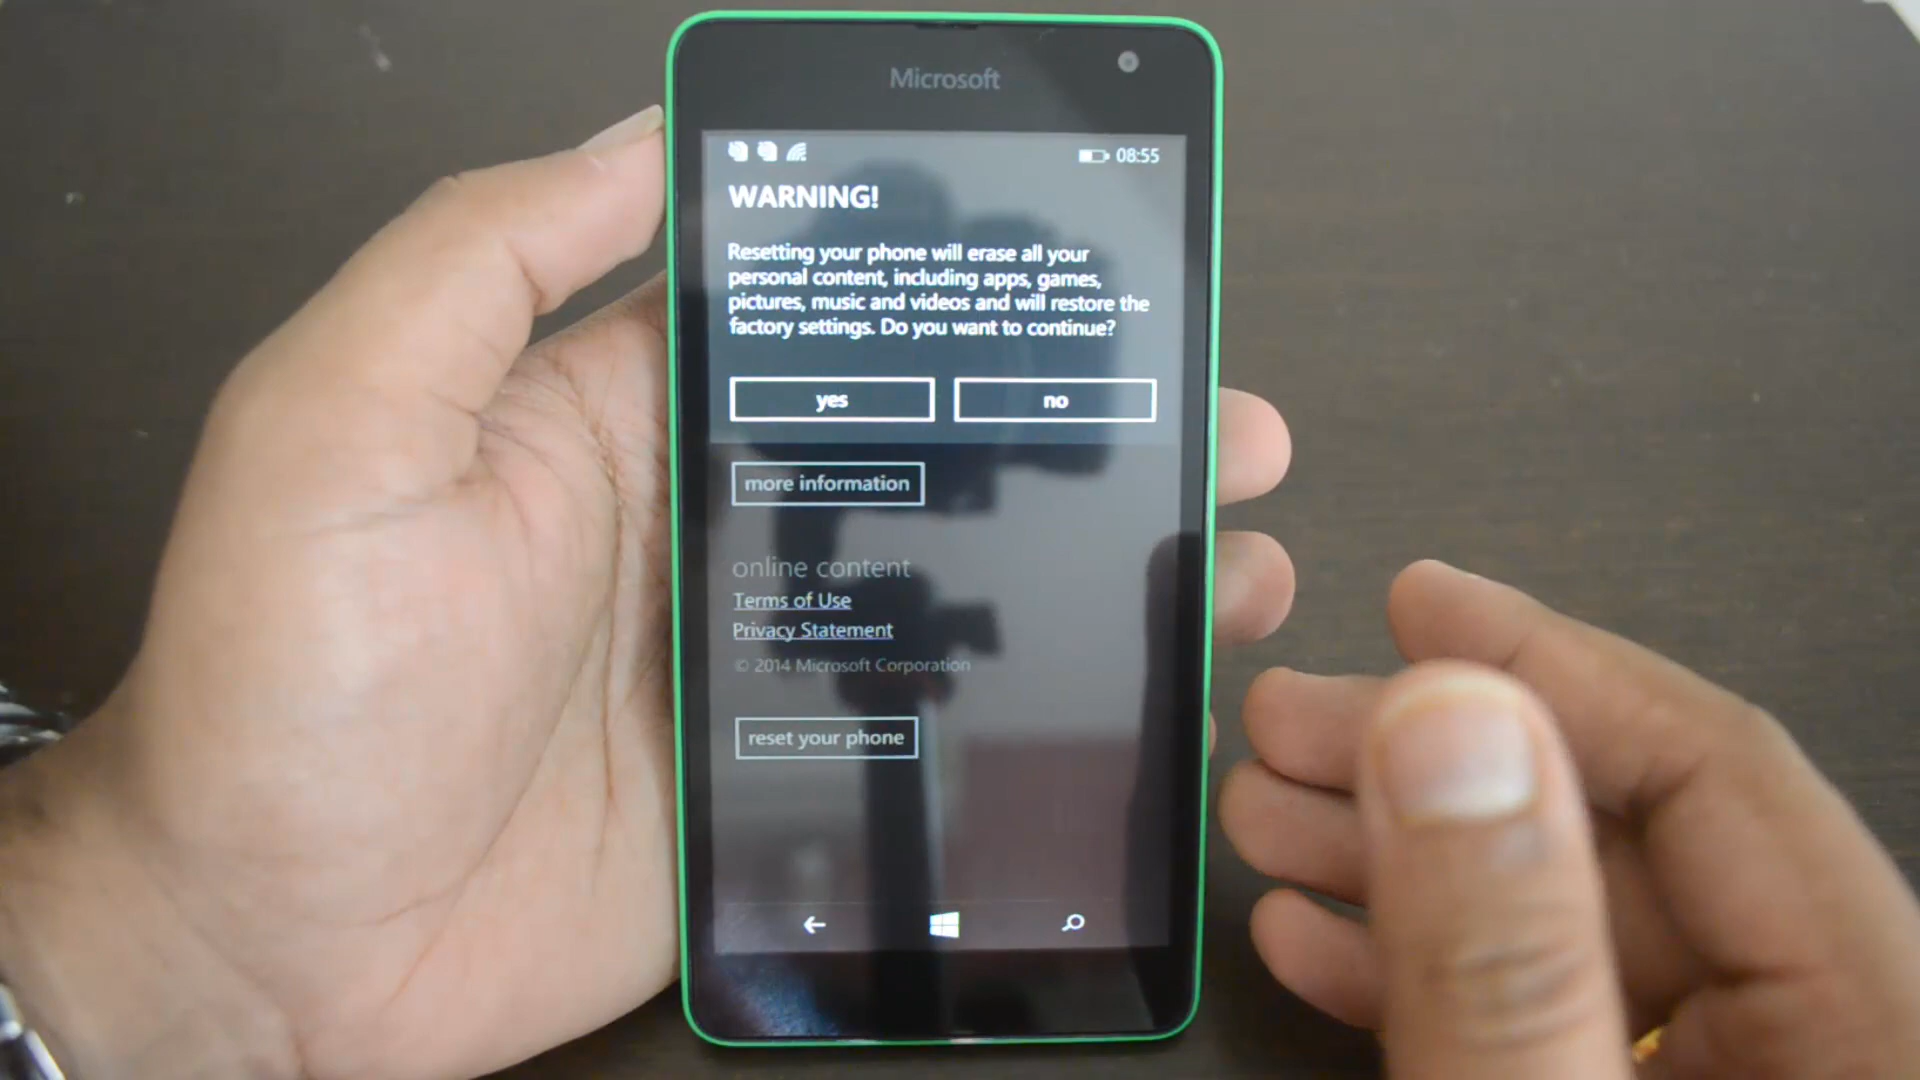 Microsoft
08:55
WARNING!
Resetting your phone will erase all your
personal content, including apps, games,
pictures, music and videos and will restore the
factory settings. Do you want to continue?
yes no
more information
online content
Terms of Use
Privacy Statement
© 2014 Microsoft Corporation
reset your phone